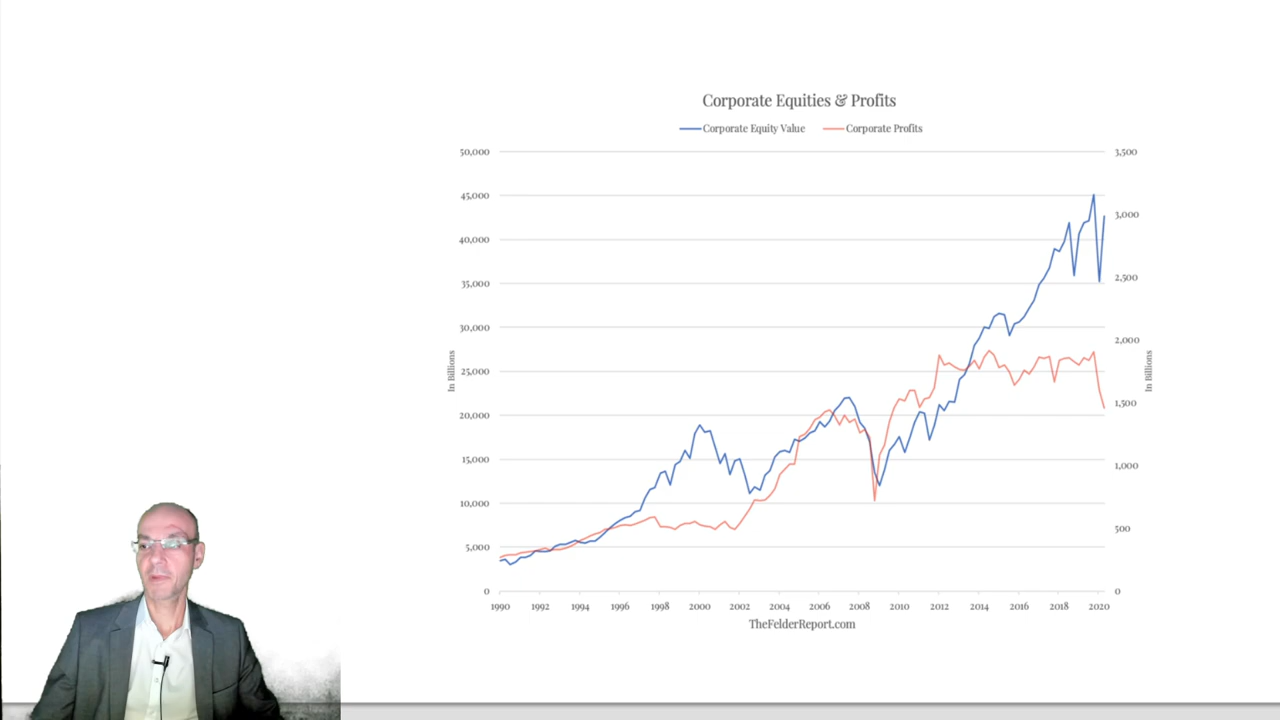 Corporate Equities & Profits
Corporate Equity Value Corporate Profits
50,000 3,500
45,000
3,000
40,000
2,500
35,000
30,000
2,000
25,000
1,500
20,000
15,000
1,000
10,000
500
5,000
0 0
In Billions
In Billions
1990 1992 1994 1996 1998 2000 2002 2004 2006 2008 2010 2012 2014 2016 2018 2020
TheFelderReport.com